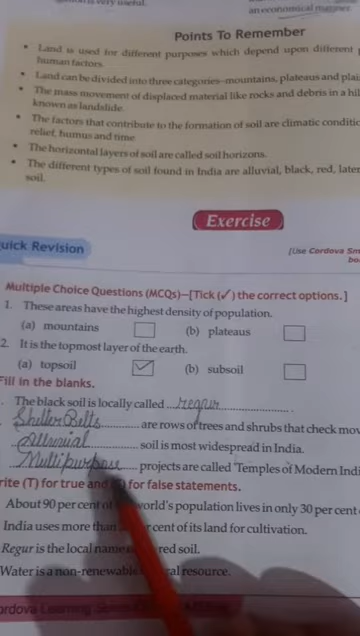 is very useful.
an economical manner.
Points To Remember
• Land is used for different purposes which depend upon different
human factors.
• Land can be divided into three categories–mountains, plateaus and
• The mass movement of displaced material like rocks and debris in a
known as landslide.
• The factors that contribute to the formation of soil are climatic
relief, humus and time.
• The horizontal layers of soil are called soil horizons.
• The different types of soil found in India are alluvial, black, red,
soil.
Exercise
uick Revision
[Use Cordova
Multiple Choice Questions (MCQs)–[Tick (✓) the correct options.]
1. These areas have the highest density of population.
(a) mountains (b) plateaus
2. It is the topmost layer of the earth.
(a) topsoil ✓ (b) subsoil
Fill in the blanks.
The black soil is locally called regur.
Shelter Belts are rows of trees and shrubs that check
Alluvial soil is most widespread in India.
Multipurpose projects are called 'Temples of Modern
rite (T) for true and for false statements.
About 90 per cent world's population lives in only 30 per cent
India uses more than cent of its land for cultivation.
Regur is the local name red soil.
Water is a non-renewable resource.
ordova Learning